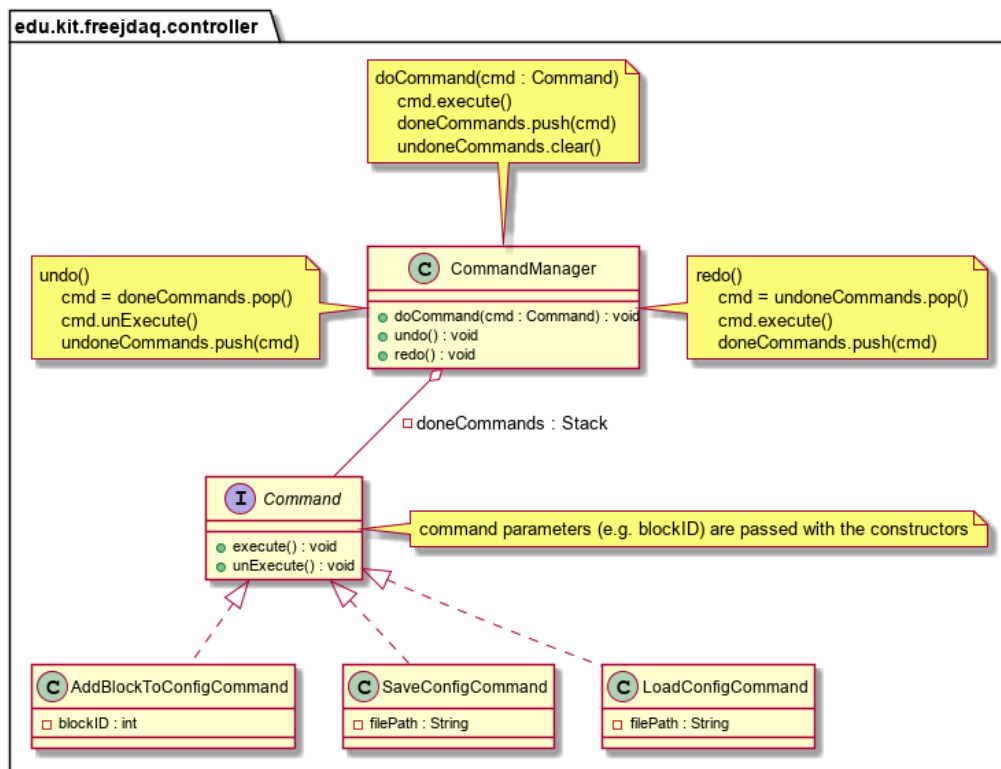 edu.kit.freejdaq.controller
doCommand(cmd : Command)
cmd.execute()
doneCommands.push(cmd)
undoneCommands.clear()
undo()
cmd = doneCommands.pop()
cmd.unExecute()
undoneCommands.push(cmd)
C CommandManager
doCommand(cmd : Command) : void
undo() : void
redo() : void
redo()
cmd = undoneCommands.pop()
cmd.execute()
doneCommands.push(cmd)
doneCommands : Stack
I Command
execute() : void
unExecute() : void
command parameters (e.g. blockID) are passed with the constructors
C AddBlockToConfigCommand
blockID : int
C SaveConfigCommand
filePath : String
C LoadConfigCommand
filePath : String